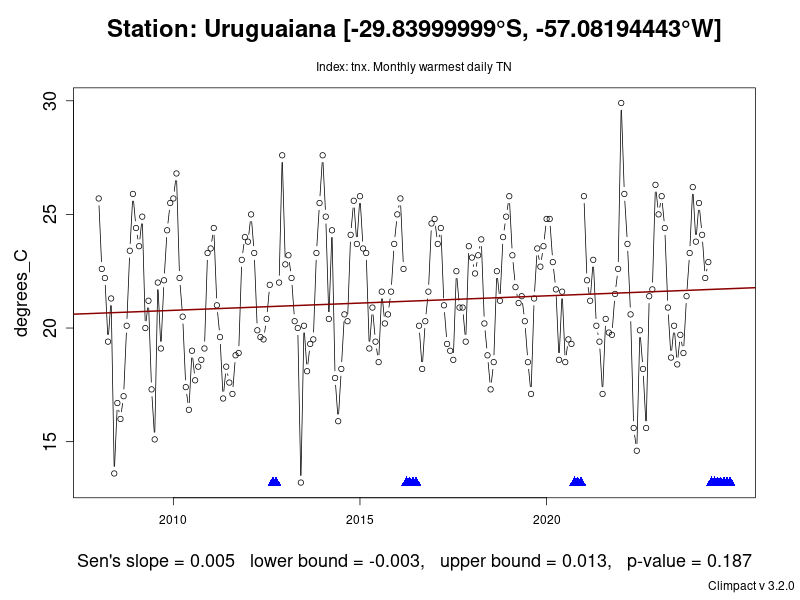 Station: Uruguaiana [-29.83999999°S, -57.08194443°W]
Index: tnx. Monthly warmest daily TN
degrees_C
30
25
20
15
2010
2015
2020
Sen's slope = 0.005   lower bound = -0.003,   upper bound = 0.013,   p-value = 0.187
Climpact v 3.2.0